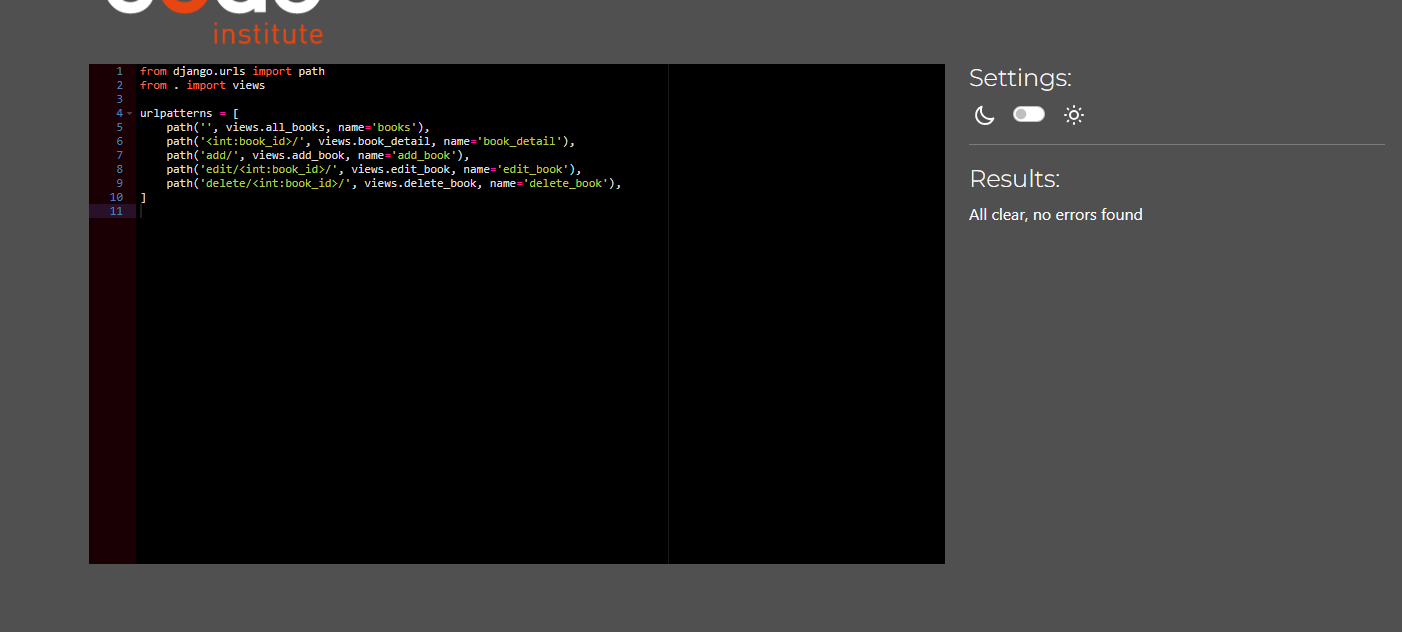 institute
1 from django.urls import path
2 from . import views
3
4 urlpatterns = [
5 path('', views.all_books, name='books'),
6 path('<int:book_id>/', views.book_detail, name='book_detail'),
7 path('add/', views.add_book, name='add_book'),
8 path('edit/<int:book_id>/', views.edit_book, name='edit_book'),
9 path('delete/<int:book_id>/', views.delete_book, name='delete_book'),
10 ]
11
Settings:
Results:
All clear, no errors found